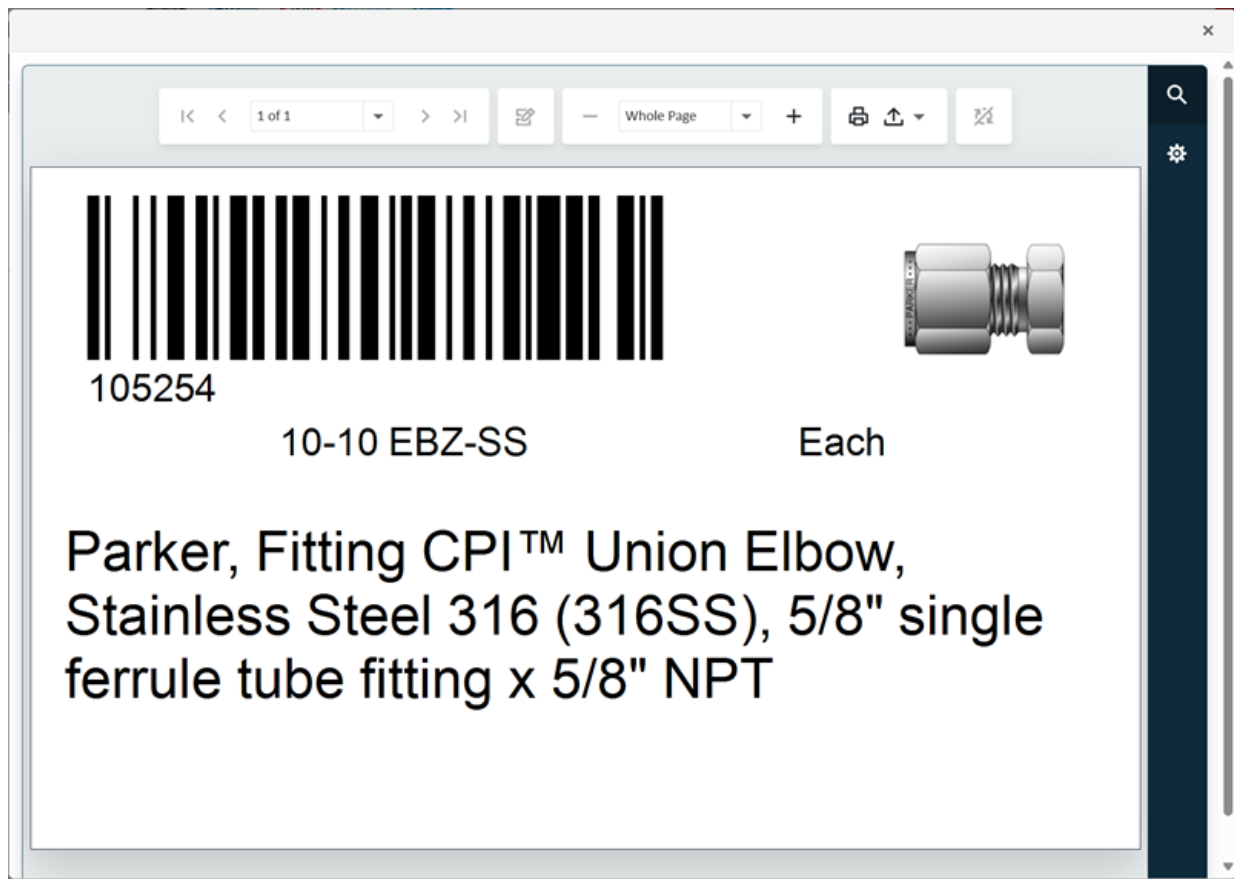 1 of 1
Whole Page
105254
10-10 EBZ-SS Each
PARKER
Parker, Fitting CPI™ Union Elbow,
Stainless Steel 316 (316SS), 5/8" single
ferrule tube fitting x 5/8" NPT